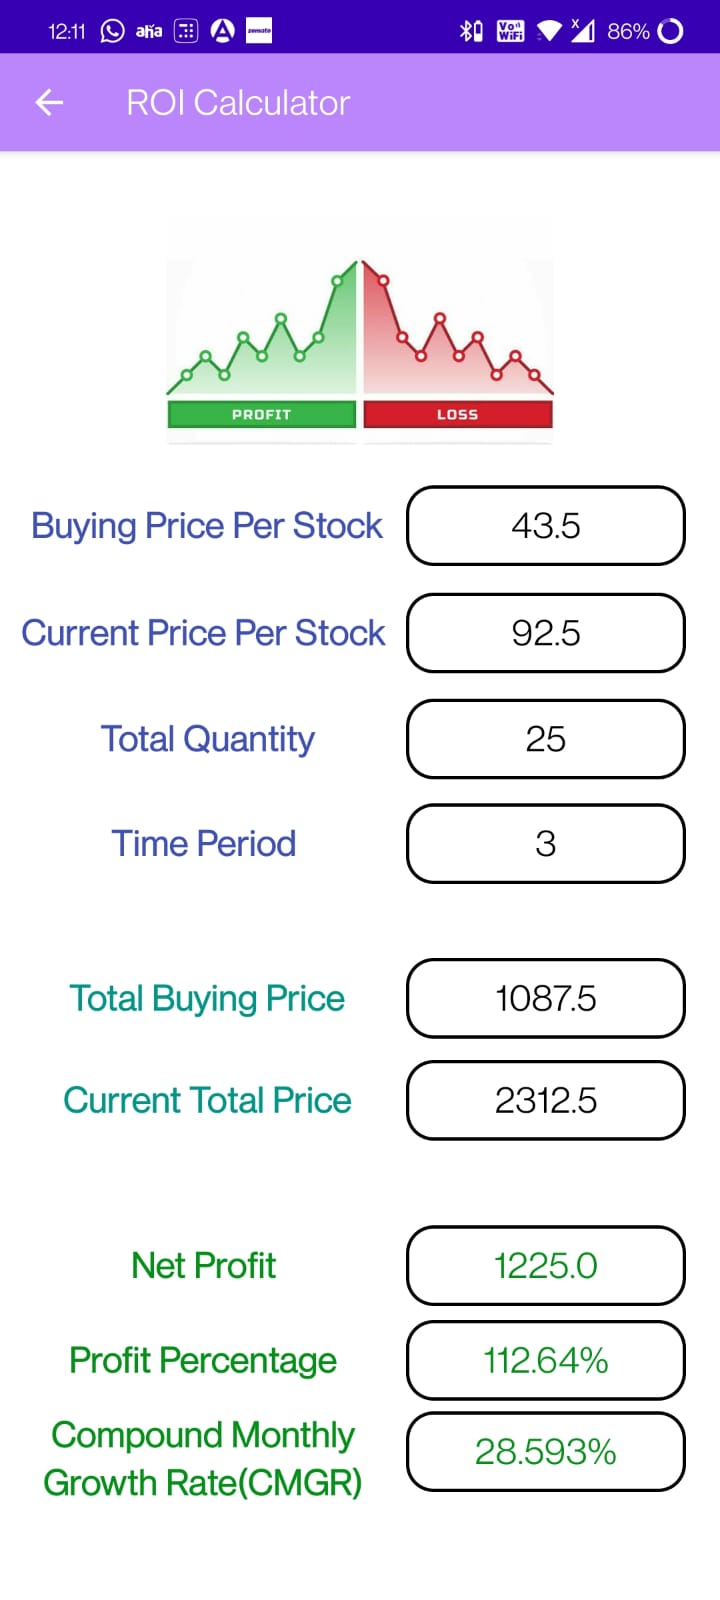 12:11 aha zomato Vo)) WiFi x 86%
ROI Calculator
PROFIT LOSS
Buying Price Per Stock 43.5
Current Price Per Stock 92.5
Total Quantity 25
Time Period 3
Total Buying Price 1087.5
Current Total Price 2312.5
Net Profit 1225.0
Profit Percentage 112.64%
Compound Monthly
Growth Rate(CMGR) 28.593%